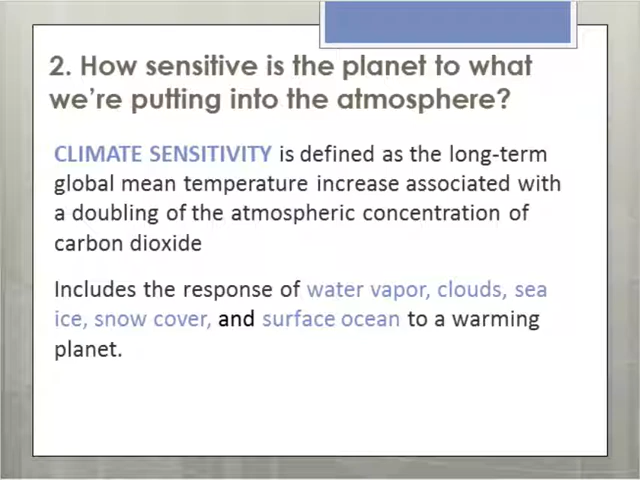 2. How sensitive is the planet to what
we're putting into the atmosphere?
CLIMATE SENSITIVITY is defined as the long-term
global mean temperature increase associated with
a doubling of the atmospheric concentration of
carbon dioxide
Includes the response of water vapor, clouds, sea
ice, snow cover, and surface ocean to a warming
planet.